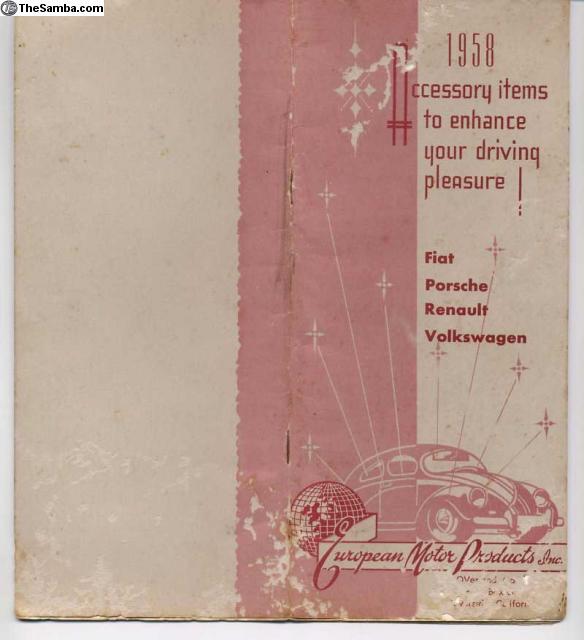 TheSamba.com
1958
Accessory items
to enhance
your driving
pleasure !
Fiat
Porsche
Renault
Volkswagen
European Motor Products Inc.